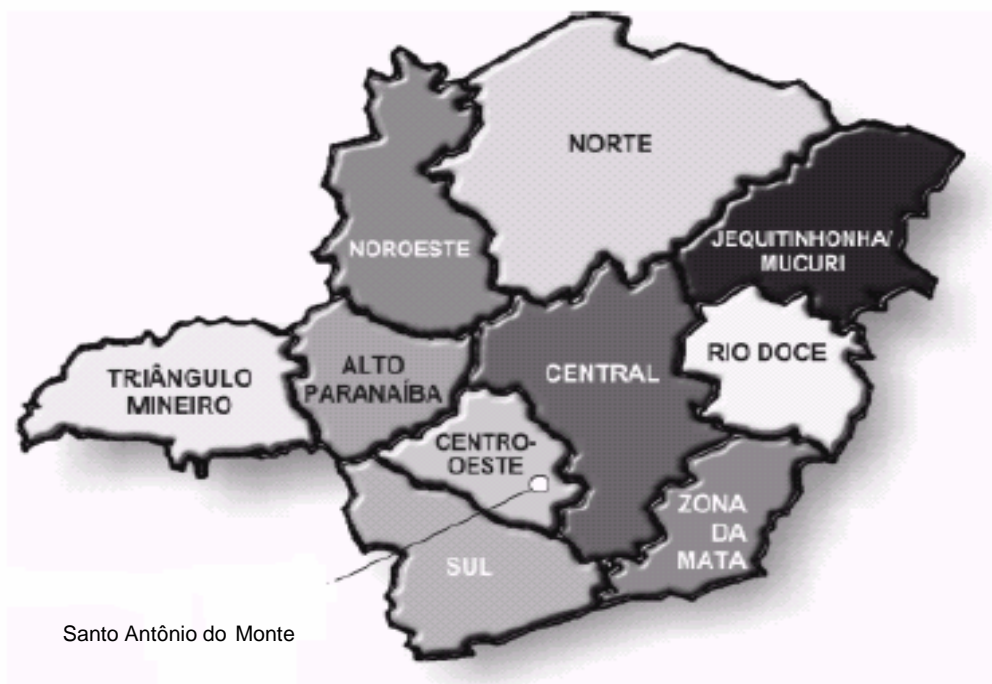 NORTE
JEQUITINHONHA/
MUCURI
NOROESTE
RIO DOCE
ALTO
PARANAÍBA
CENTRAL
TRIÂNGULO
MINEIRO
CENTRO-
OESTE
ZONA
DA
MATA
SUL
Santo Antônio do Monte